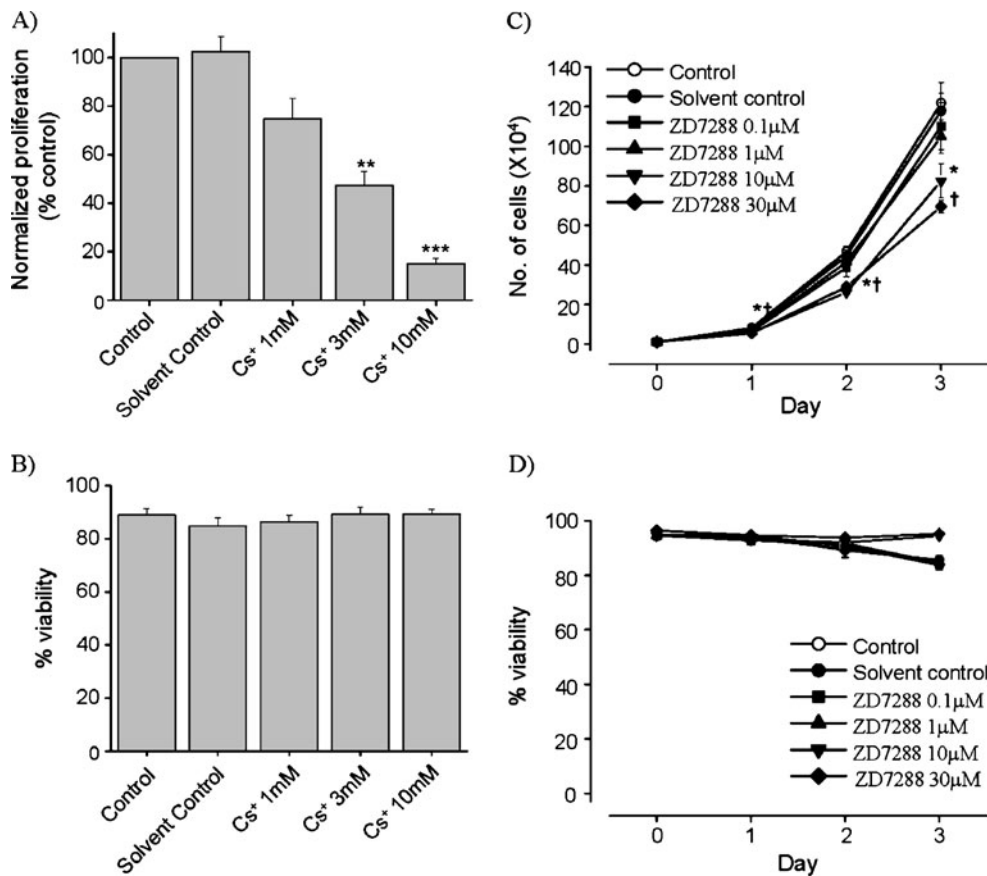 A)
Normalized proliferation
(% control)
100
80
60
40
20
0
**
***
Control
Solvent Control
Cs⁺ 1mM
Cs⁺ 3mM
Cs⁺ 10mM
B)
% viability
100
80
60
40
20
0
Control
Solvent Control
Cs⁺ 1mM
Cs⁺ 3mM
Cs⁺ 10mM
C)
No. of cells (X10⁴)
140
120
100
80
60
40
20
0
Control
Solvent control
ZD7288 0.1µM
ZD7288 1µM
ZD7288 10µM
ZD7288 30µM
*†
*†
*
†
0 1 2 3
Day
D)
% viability
100
80
60
40
20
0
Control
Solvent control
ZD7288 0.1µM
ZD7288 1µM
ZD7288 10µM
ZD7288 30µM
0 1 2 3
Day